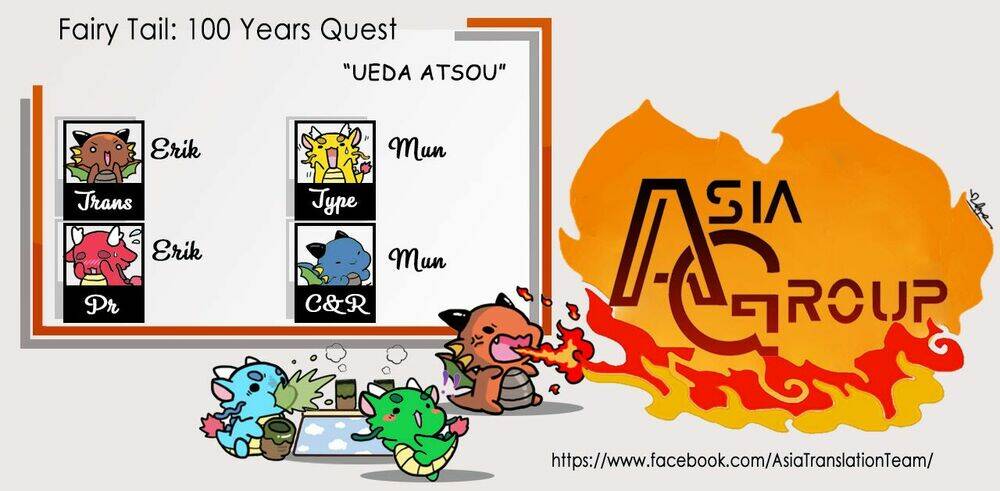 Fairy Tail: 100 Years Quest
"UEDA ATSOU"
Erik
Trans
Mun
Type
Erik
Pr
Mun
C&R
ASIA
GROUP
https://www.facebook.com/AsiaTranslationTeam/